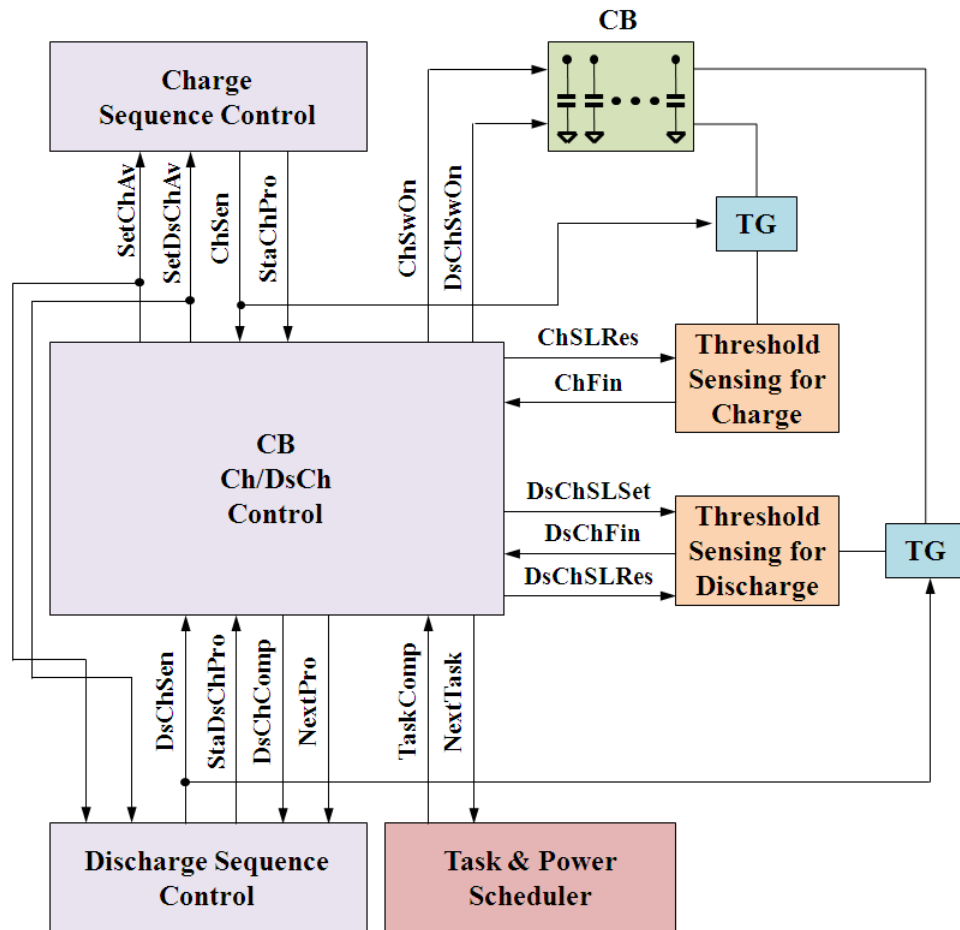 CB
Charge
Sequence Control
SetChAv
SetDsChAv
ChSen
StaChPro
ChSwOn
DsChSwOn
TG
ChSLRes
ChFin
Threshold
Sensing for
Charge
CB
Ch/DsCh
Control
DsChSLSet
DsChFin
DsChSLRes
Threshold
Sensing for
Discharge
TG
DsChSen
StaDsChPro
DsChComp
NextPro
TaskComp
NextTask
Discharge Sequence
Control
Task & Power
Scheduler